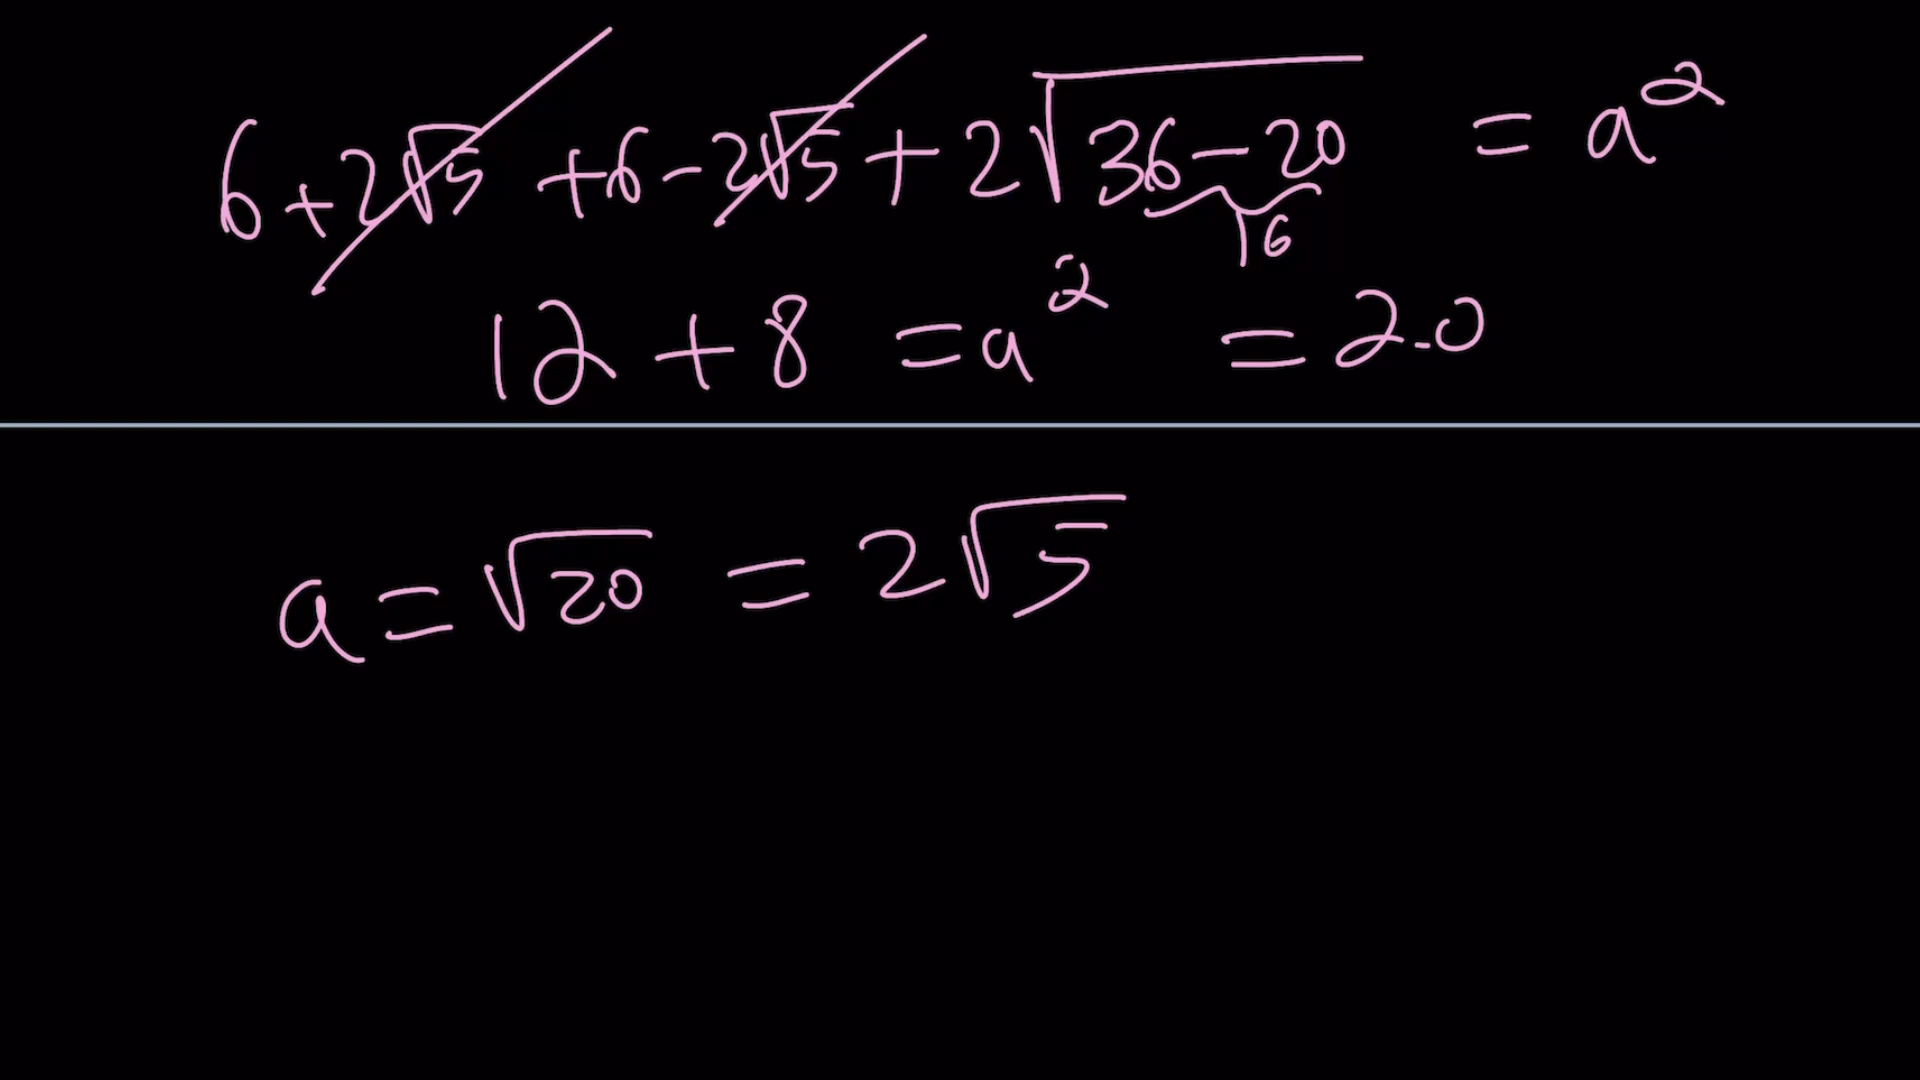 6 + 2√5 + 6 - 2√5 + 2√(36 - 20) = a²
16
12 + 8 = a² = 20
a = √20 = 2√5